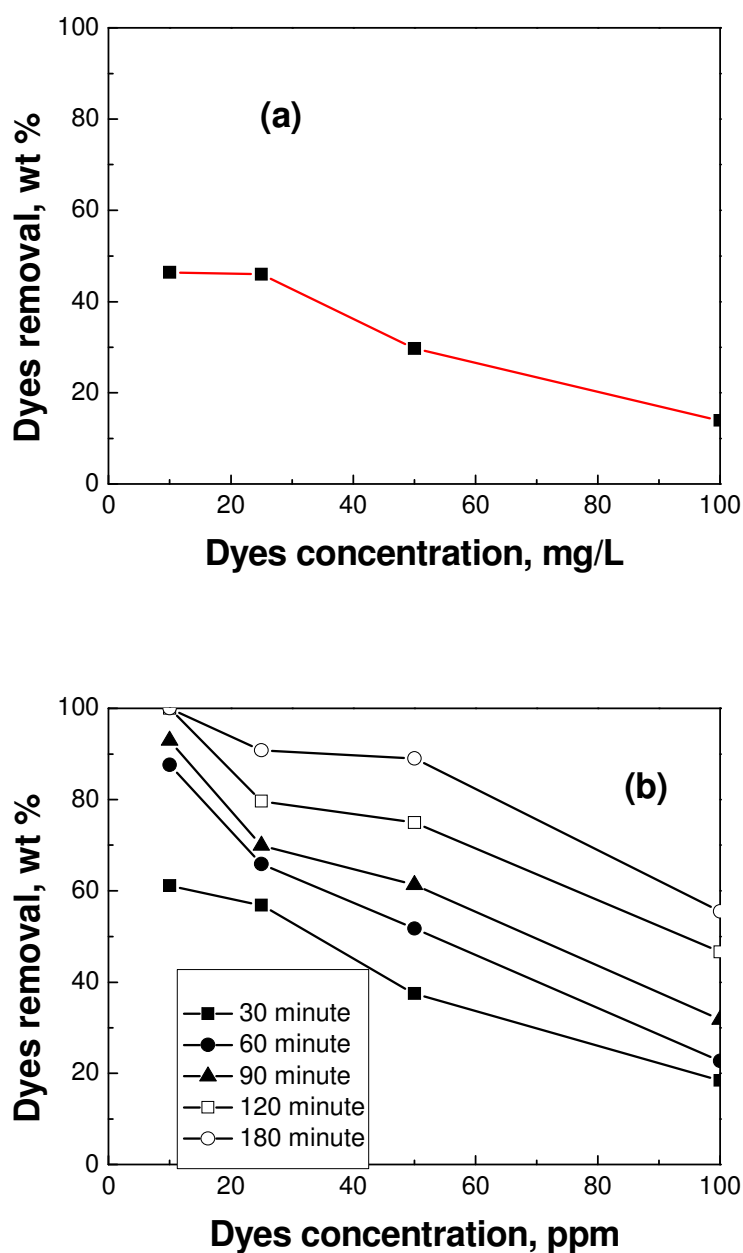 100
80
60
40
20
0
(a)
Dyes removal, wt %
0 20 40 60 80 100
Dyes concentration, mg/L
100
80
60
40
20
0
(b)
Dyes removal, wt %
30 minute
60 minute
90 minute
120 minute
180 minute
0 20 40 60 80 100
Dyes concentration, ppm